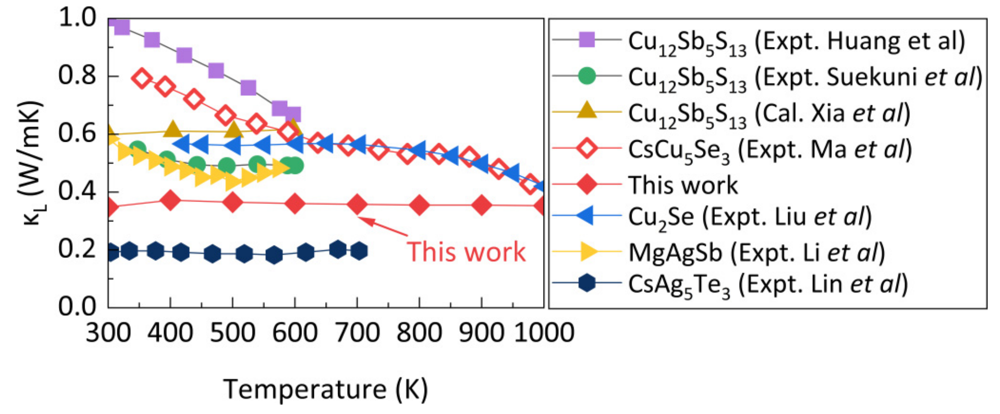 κL (W/mK)
1.0
0.8
0.6
0.4
0.2
0.0
300 400 500 600 700 800 900 1000
Temperature (K)
This work
Cu12Sb5S13 (Expt. Huang et al)
Cu12Sb5S13 (Expt. Suekuni et al)
Cu12Sb5S13 (Cal. Xia et al)
CsCu5Se3 (Expt. Ma et al)
This work
Cu2Se (Expt. Liu et al)
MgAgSb (Expt. Li et al)
CsAg5Te3 (Expt. Lin et al)